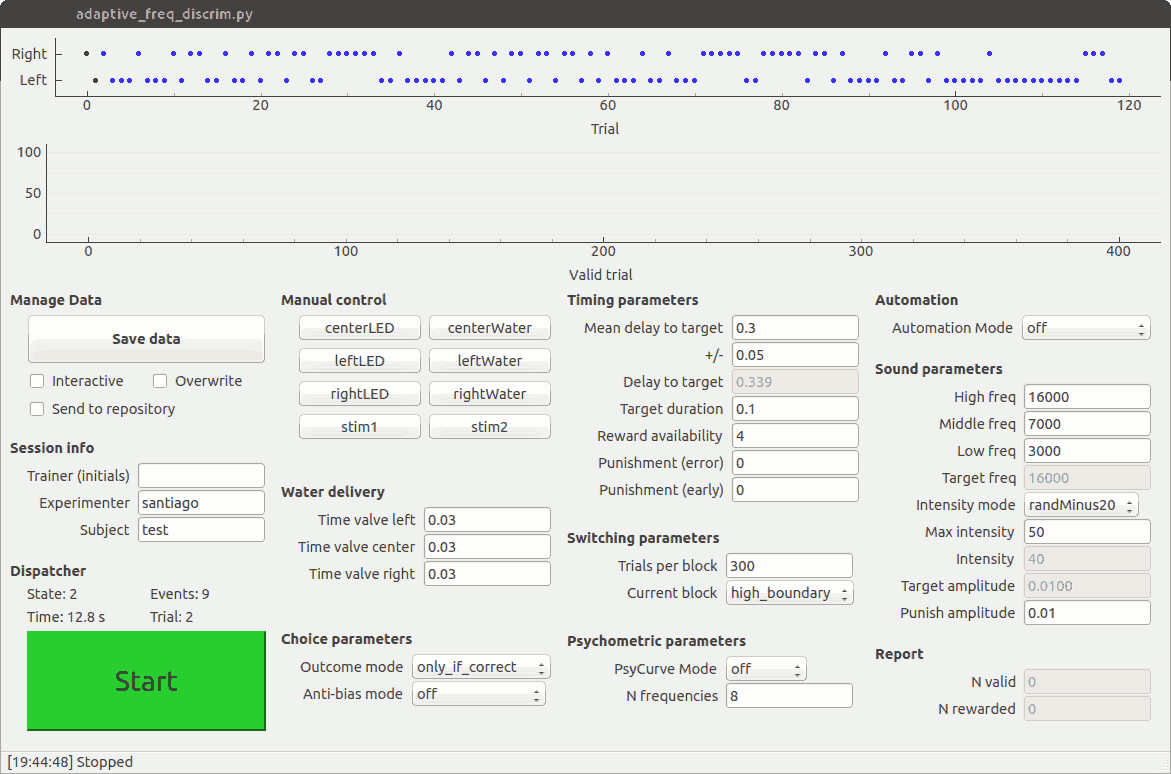 adaptive_freq_discrim.py
Right
Left
0 20 40 60 80 100 120
Trial
100
50
0
0 100 200 300 400
Valid trial
Manage Data
Save data
Interactive Overwrite
Send to repository
Session info
Trainer (initials)
Experimenter santiago
Subject test
Dispatcher
State: 2 Events: 9
Time: 12.8 s Trial: 2
Start
Manual control
centerLED centerWater
leftLED leftWater
rightLED rightWater
stim1 stim2
Water delivery
Time valve left 0.03
Time valve center 0.03
Time valve right 0.03
Choice parameters
Outcome mode only_if_correct
Anti-bias mode off
Timing parameters
Mean delay to target 0.3
+/- 0.05
Delay to target 0.339
Target duration 0.1
Reward availability 4
Punishment (error) 0
Punishment (early) 0
Switching parameters
Trials per block 300
Current block high_boundary
Psychometric parameters
PsyCurve Mode off
N frequencies 8
Automation
Automation Mode off
Sound parameters
High freq 16000
Middle freq 7000
Low freq 3000
Target freq 16000
Intensity mode randMinus20
Max intensity 50
Intensity 40
Target amplitude 0.0100
Punish amplitude 0.01
Report
N valid 0
N rewarded 0
[19:44:48] Stopped